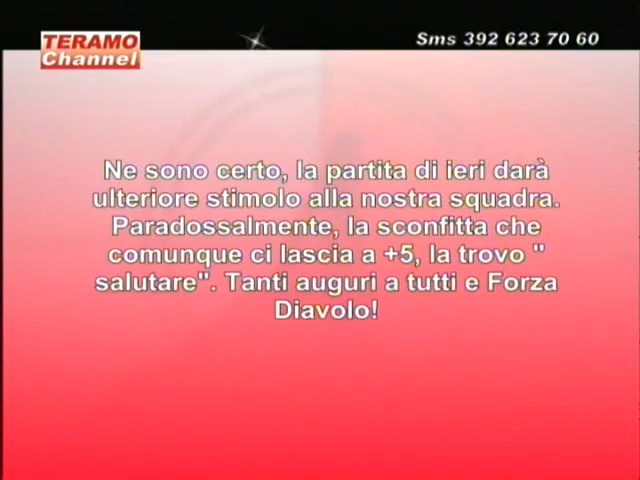 TERAMO
Channel
Sms 392 623 70 60
Ne sono certo, la partita di ieri darà
ulteriore stimolo alla nostra squadra.
Paradossalmente, la sconfitta che
comunque ci lascia a +5, la trovo "
salutare". Tanti auguri a tutti e Forza
Diavolo!